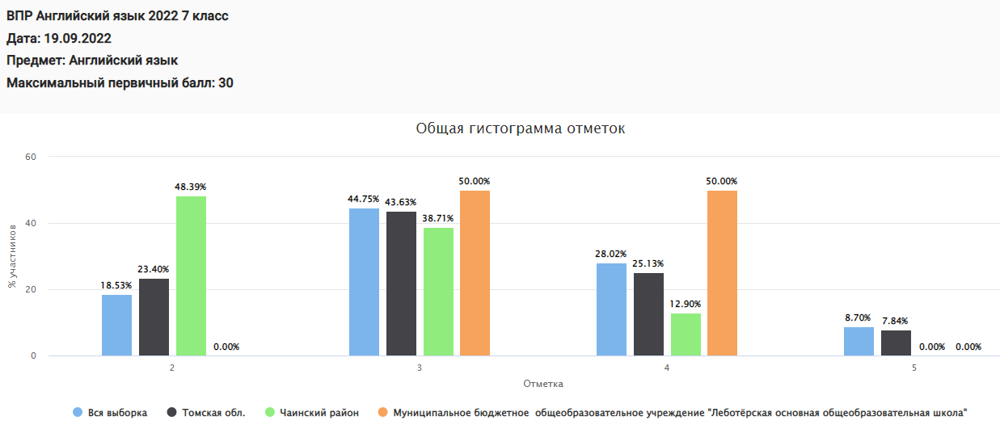 ВПР Английский язык 2022 7 класс
Дата: 19.09.2022
Предмет: Английский язык
Максимальный первичный балл: 30
Общая гистограмма отметок
% участников
60
40
20
0
18.53%
23.40%
48.39%
0.00%
44.75%
43.63%
38.71%
50.00%
28.02%
25.13%
12.90%
50.00%
8.70%
7.84%
0.00%
0.00%
2
3
4
5
Отметка
Вся выборка
Томская обл.
Чаинский район
Муниципальное бюджетное общеобразовательное учреждение "Леботёрская основная общеобразовательная школа"